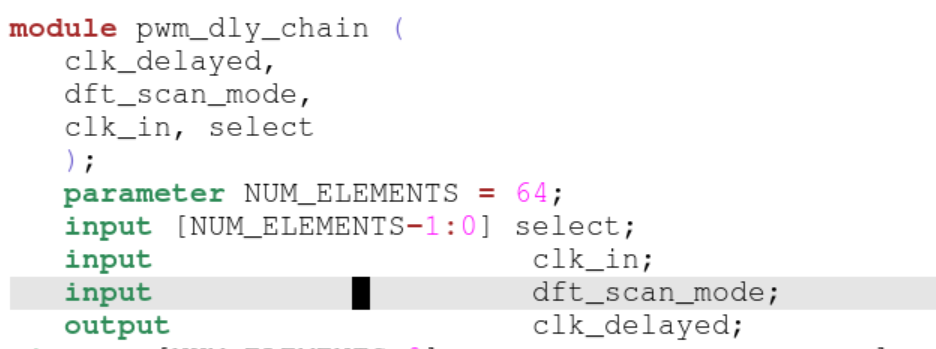 module pwm_dly_chain (
clk_delayed,
dft_scan_mode,
clk_in, select
);
parameter NUM_ELEMENTS = 64;
input [NUM_ELEMENTS-1:0] select;
input clk_in;
input dft_scan_mode;
output clk_delayed;